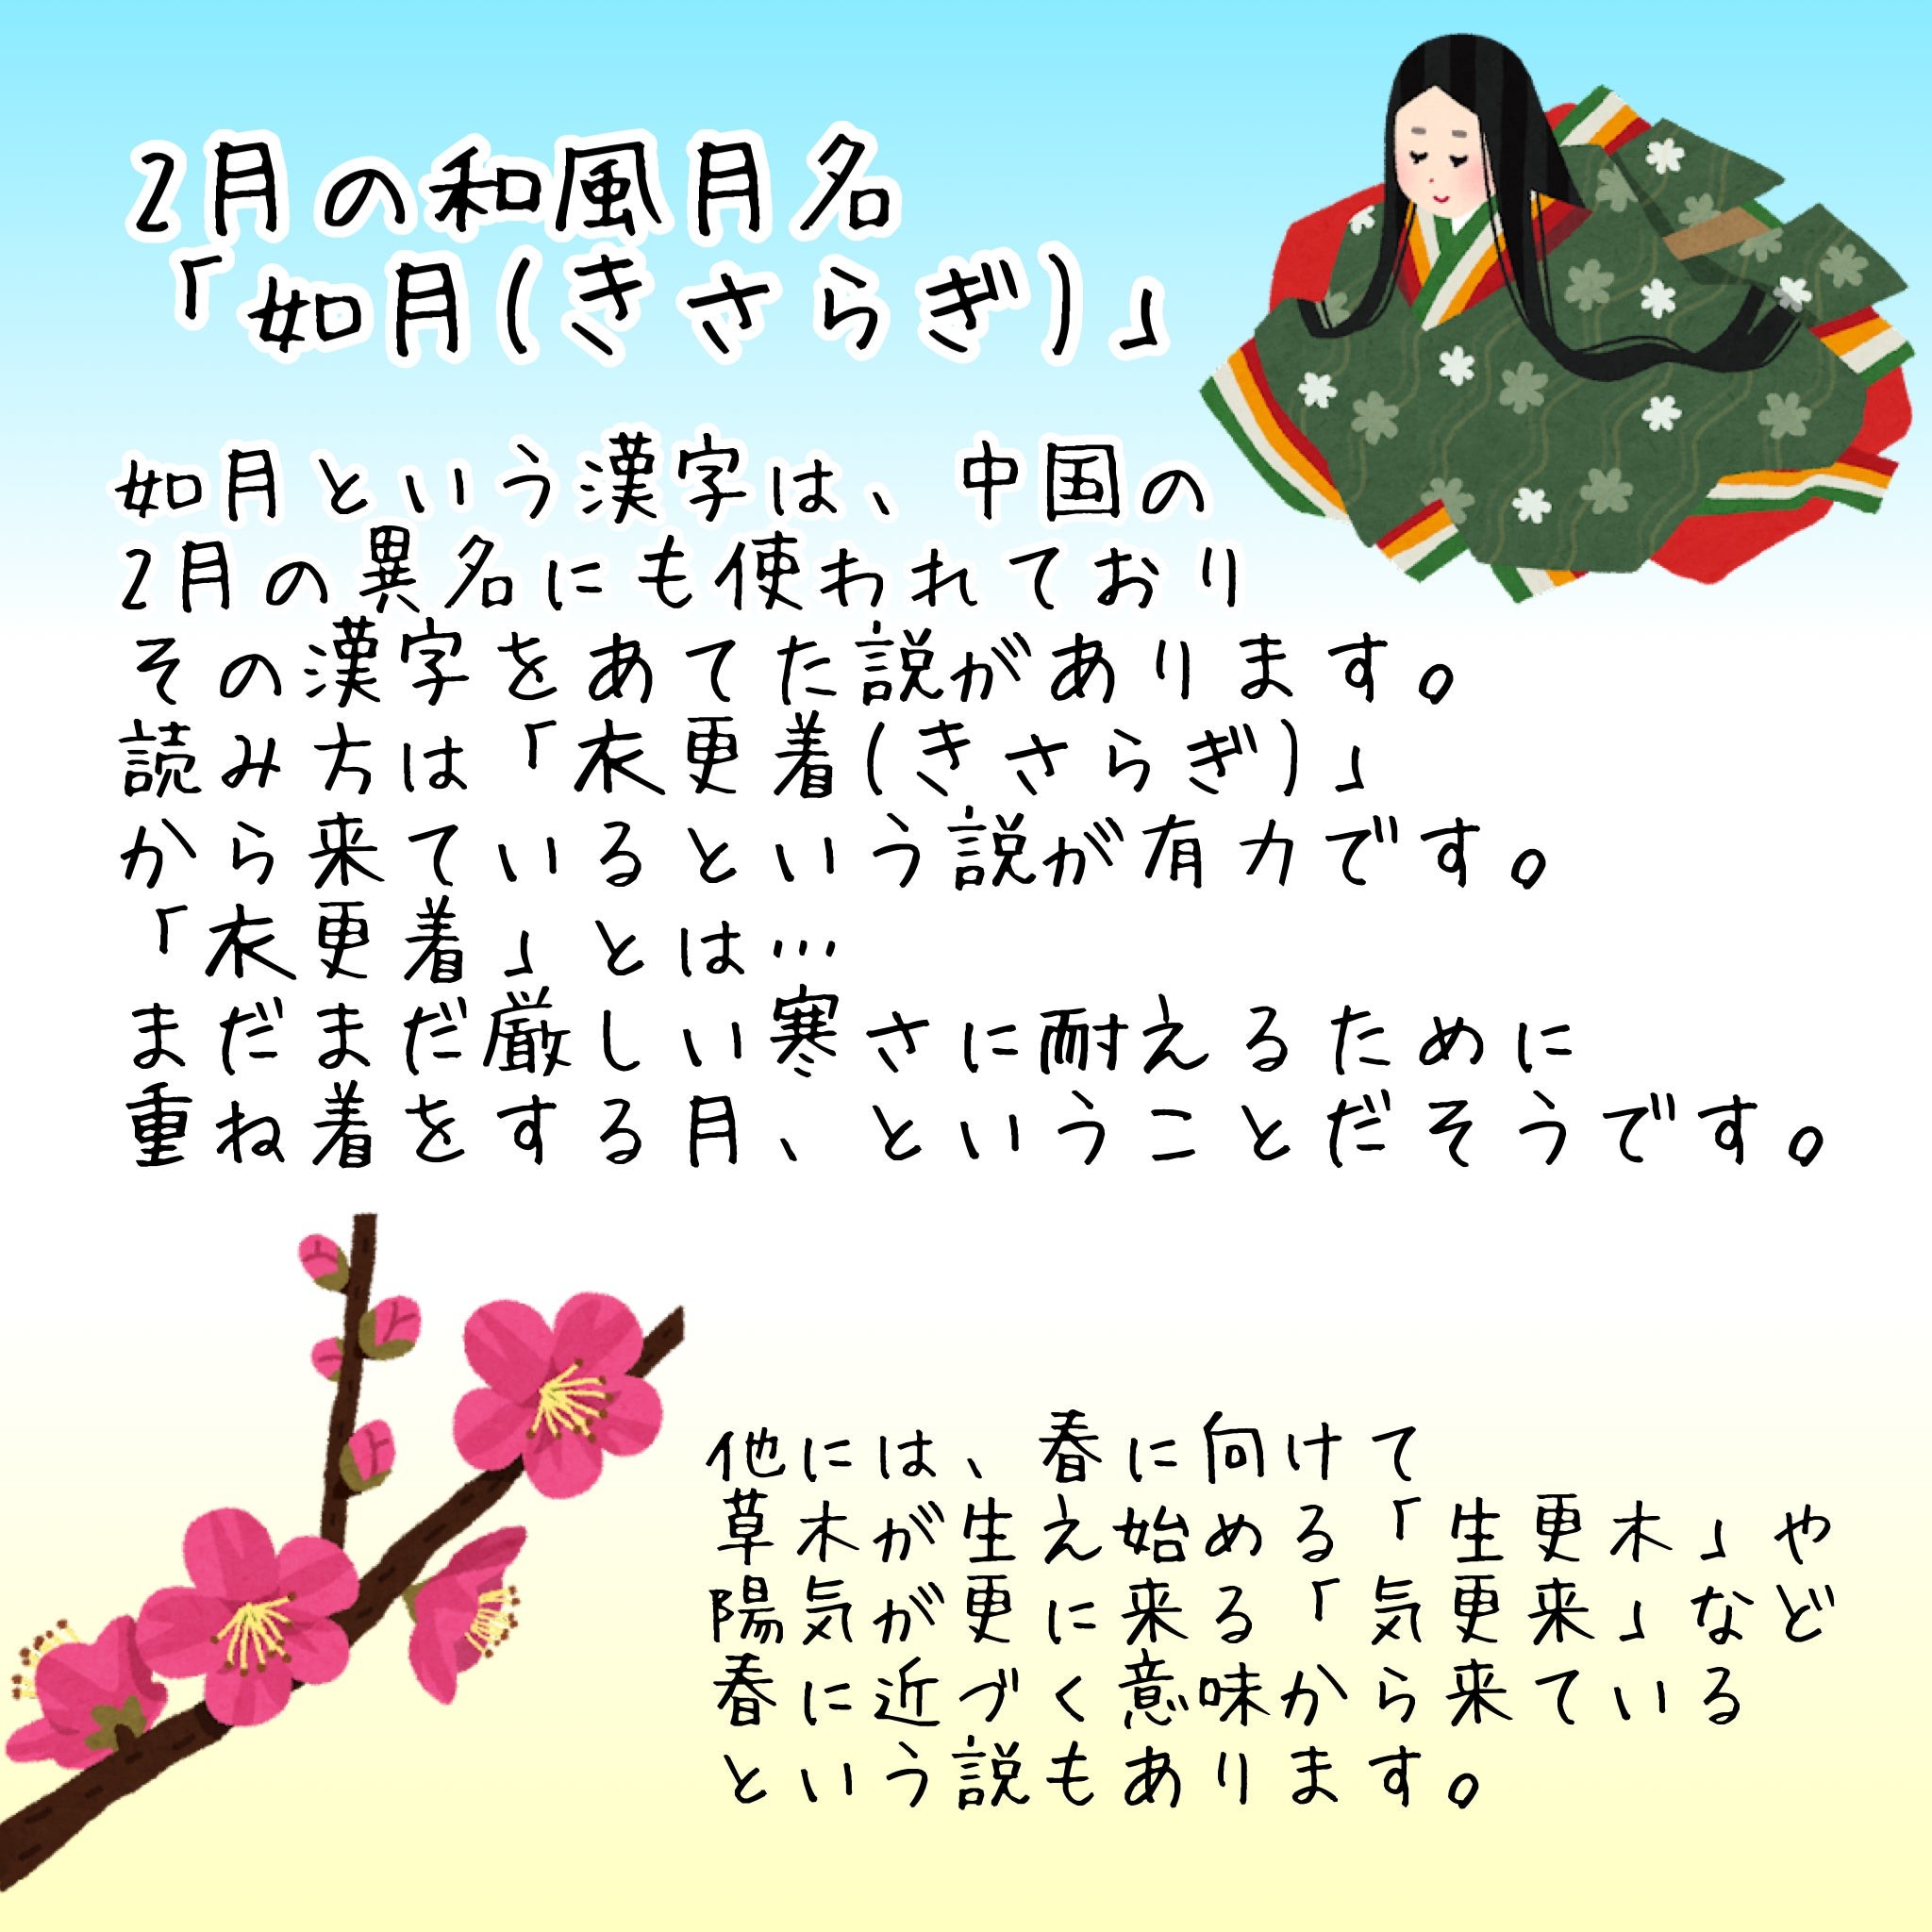 2月の和風月名
「如月(きさらぎ)」
如月という漢字は、中国の
2月の異名にも使われており
その漢字をあてた説があります。
読み方は「衣更着(きさらぎ)」
から来ているという説が有力です。
「衣更着」とは…
まだまだ厳しい寒さに耐えるために
重ね着をする月、ということだそうです。
他には、春に向けて
草木が生え始める「生更木」や
陽気が更に来る「気更来」など
春に近づく意味から来ている
という説もあります。